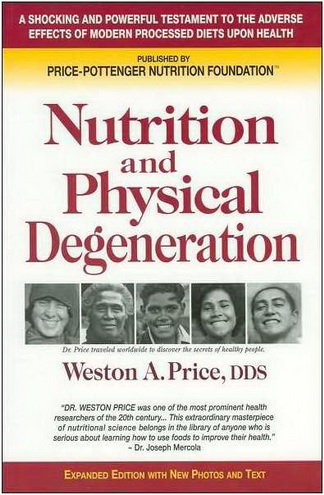 A SHOCKING AND POWERFUL TESTAMENT TO THE ADVERSE
EFFECTS OF MODERN PROCESSED DIETS UPON HEALTH
PUBLISHED BY
PRICE-POTTENGER NUTRITION FOUNDATION™
Nutrition
and
Physical
Degeneration
Dr. Price traveled worldwide to discover the secrets of healthy people.
Weston A. Price, DDS
"DR. WESTON PRICE was one of the most prominent health
researchers of the 20th century... This extraordinary masterpiece
of nutritional science belongs in the library of anyone who is
serious about learning how to use foods to improve their health."
– Dr. Joseph Mercola
EXPANDED EDITION WITH NEW PHOTOS AND TEXT